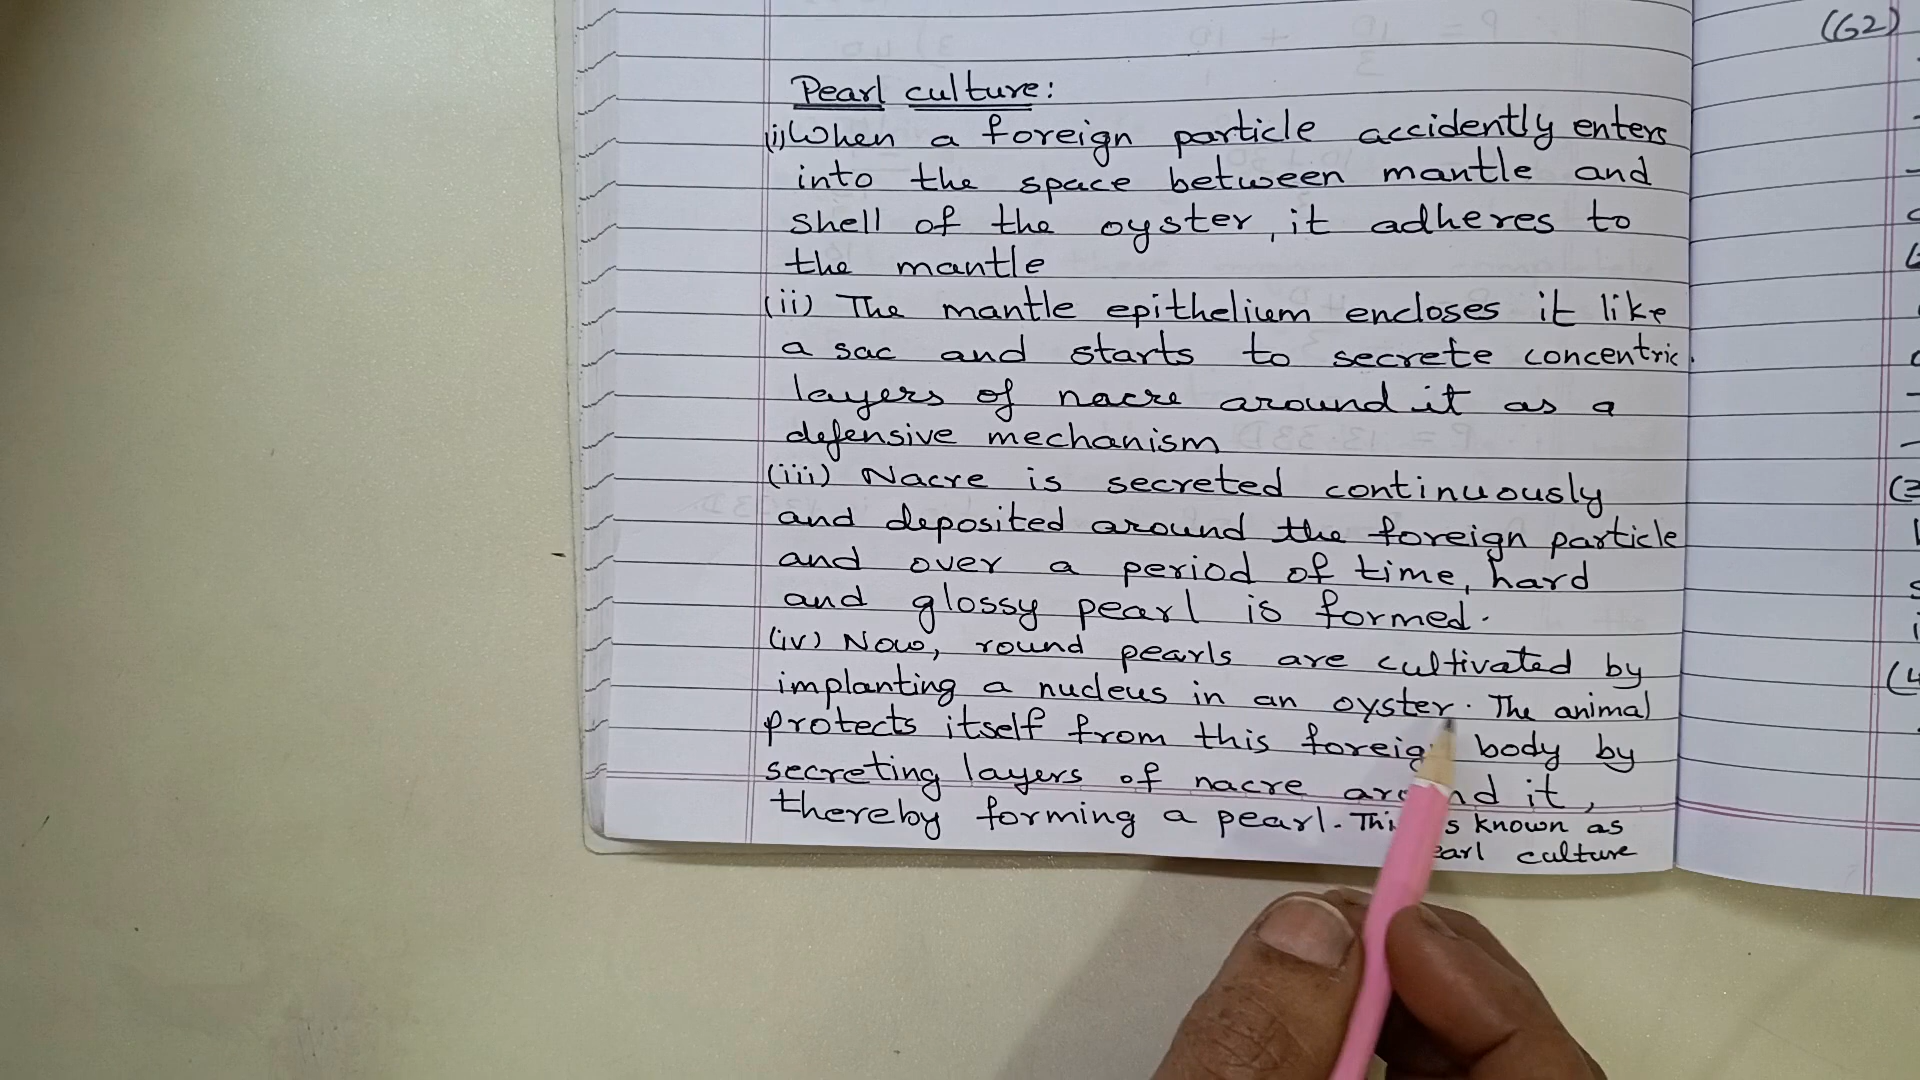 Pearl culture:
(i) When a foreign particle accidently enters
into the space between mantle and
shell of the oyster, it adheres to
the mantle
(ii) The mantle epithelium encloses it like
a sac and starts to secrete concentric
layers of nacre around it as a
defensive mechanism
(iii) Nacre is secreted continuously
and deposited around the foreign particle
and over a period of time, hard
and glossy pearl is formed.
(iv) Now, round pearls are cultivated by
implanting a nucleus in an oyster. The animal
protects itself from this body by
secreting layers of nacre it,
thereby forming a pearl. known as
culture
(G2)